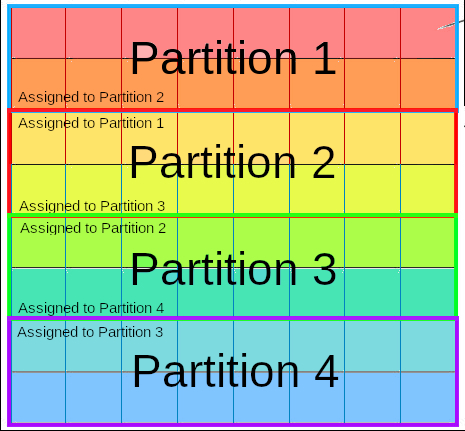 Partition 1
Assigned to Partition 2
Assigned to Partition 1
Partition 2
Assigned to Partition 3
Assigned to Partition 2
Partition 3
Assigned to Partition 4
Assigned to Partition 3
Partition 4